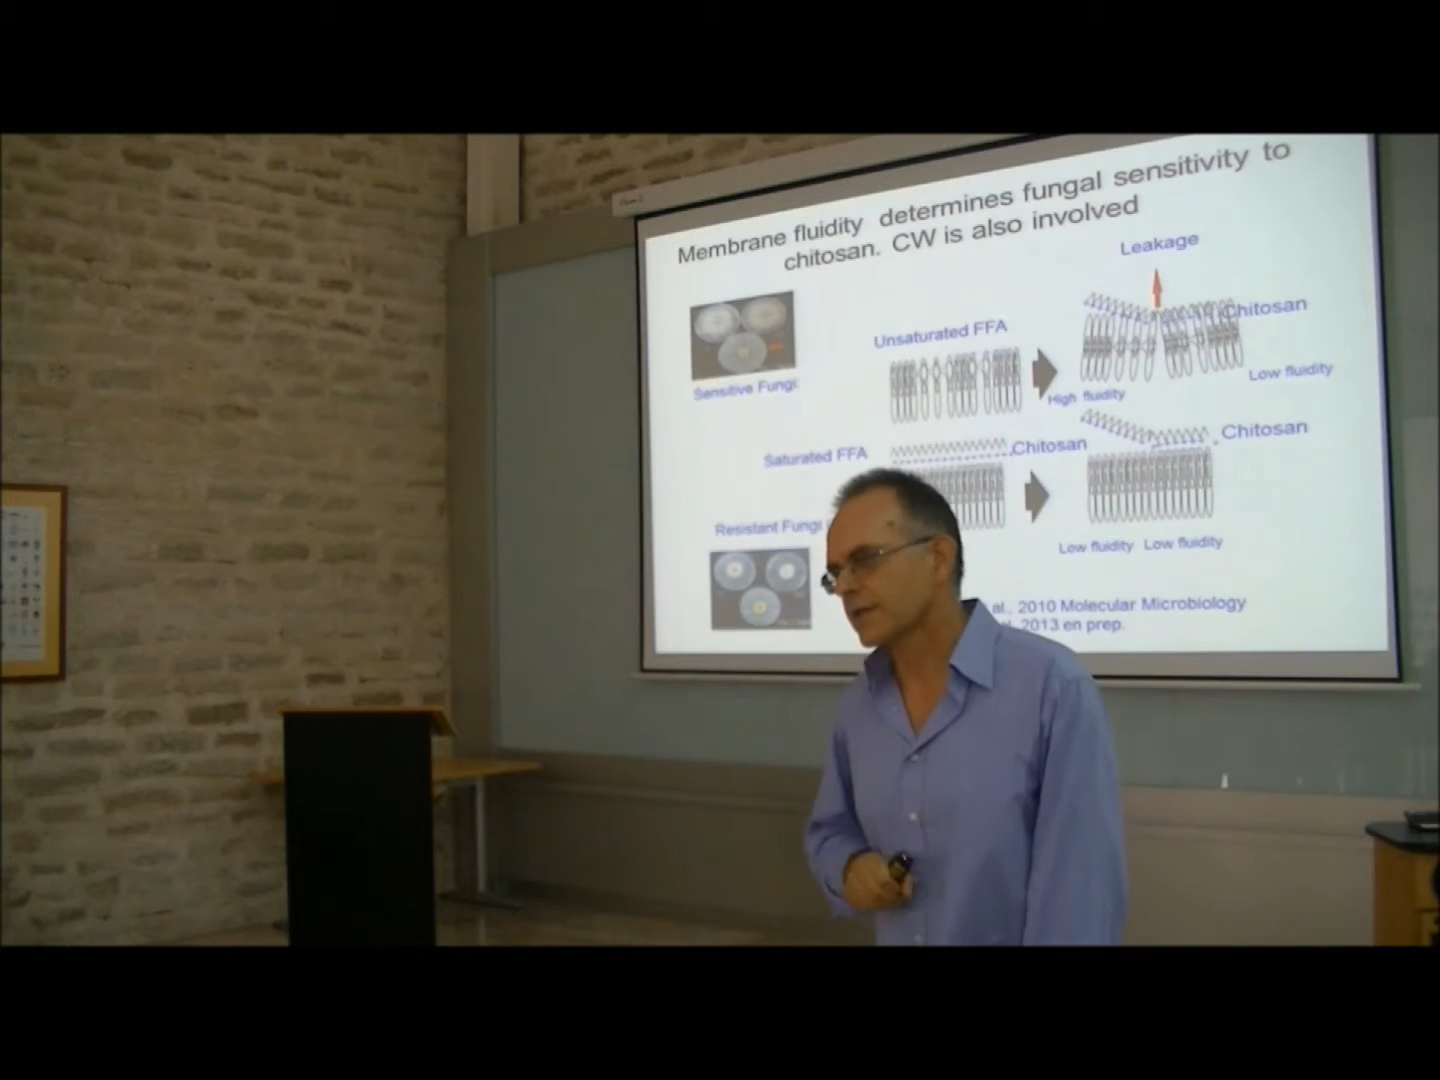 Membrane fluidity determines fungal sensitivity to
chitosan. CW is also involved
Leakage
Chitosan
Unsaturated FFA
Low fluidity
Sensitive Fungi
High fluidity
Chitosan
Saturated FFA
Chitosan
Resistant Fungi
Low fluidity Low fluidity
al., 2010 Molecular Microbiology
2013 en prep.